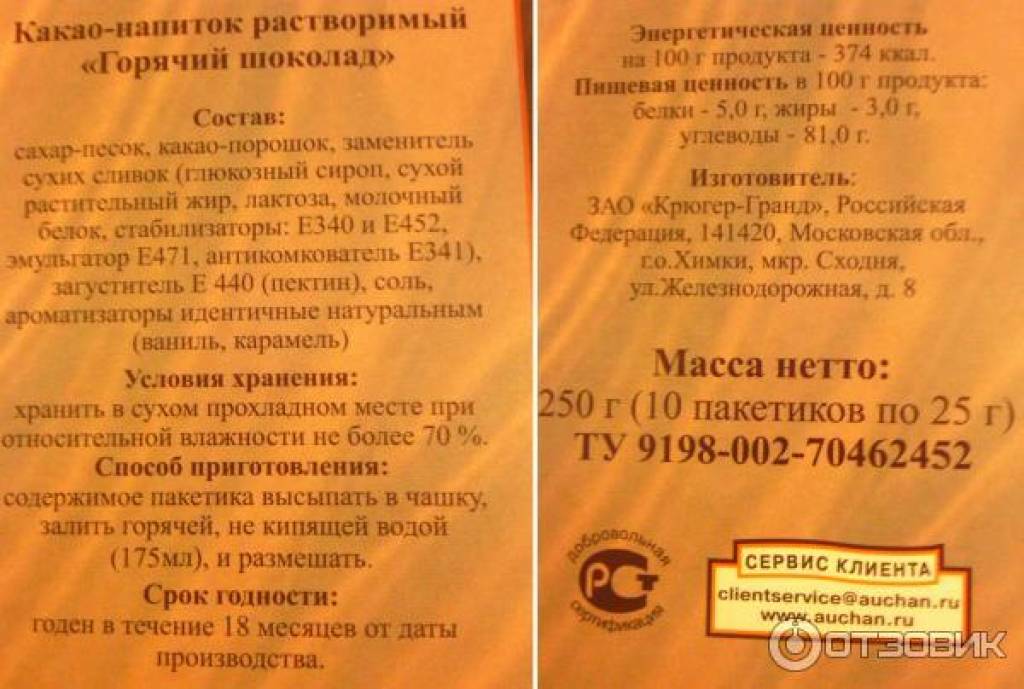 Какао-напиток растворимый
«Горячий шоколад»
Состав:
сахар-песок, какао-порошок, заменитель
сухих сливок (глюкозный сироп, сухой
растительный жир, лактоза, молочный
белок, стабилизаторы: Е340 и Е452,
эмульгатор Е471, антикомкователь Е341),
загуститель Е 440 (пектин), соль,
ароматизаторы идентичные натуральным
(ваниль, карамель)
Условия хранения:
хранить в сухом прохладном месте при
относительной влажности не более 70 %.
Способ приготовления:
содержимое пакетика высыпать в чашку,
залить горячей, не кипящей водой
(175мл), и размешать.
Срок годности:
годен в течение 18 месяцев от даты
производства.
Энергетическая ценность
на 100 г продукта - 374 ккал.
Пищевая ценность в 100 г продукта:
белки - 5,0 г, жиры - 3,0 г,
углеводы - 81,0 г.
Изготовитель:
ЗАО «Крюгер-Гранд», Российская
Федерация, 141420, Московская обл.,
г.о.Химки, мкр. Сходня,
ул.Железнодорожная, д. 8
Масса нетто:
250 г (10 пакетиков по 25 г)
ТУ 9198-002-70462452
добровольная
РСТ
сертификация
СЕРВИС КЛИЕНТА
clientservice@auchan.ru
www.auchan.ru
ОТЗОВИК